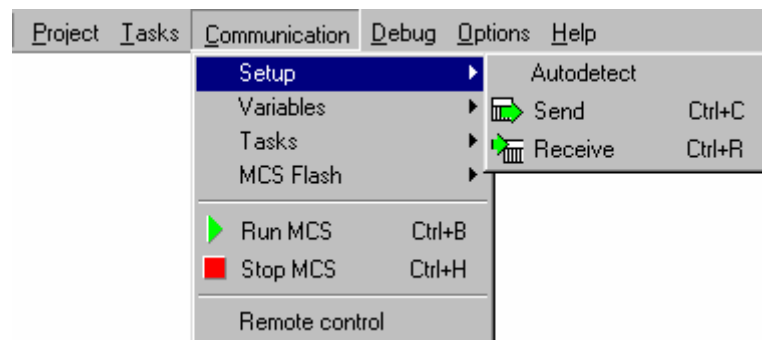 Project Tasks Communication Debug Options Help
Setup Autodetect
Variables Send Ctrl+C
Tasks Receive Ctrl+R
MCS Flash
Run MCS Ctrl+B
Stop MCS Ctrl+H
Remote control